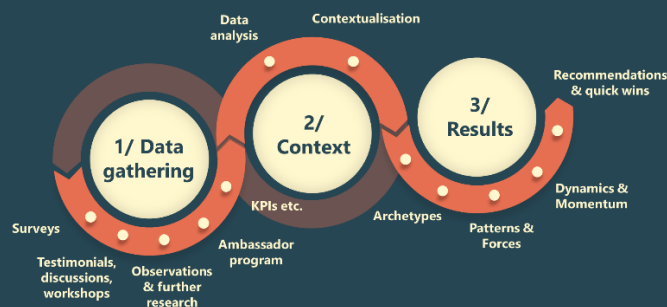 1/ Data
gathering
Surveys
Testimonials,
discussions,
workshops
Observations
& further
research
Ambassador
program
KPIs etc.
2/
Context
Data
analysis
Contextualisation
3/
Results
Archetypes
Patterns &
Forces
Dynamics &
Momentum
Recommendations
& quick wins